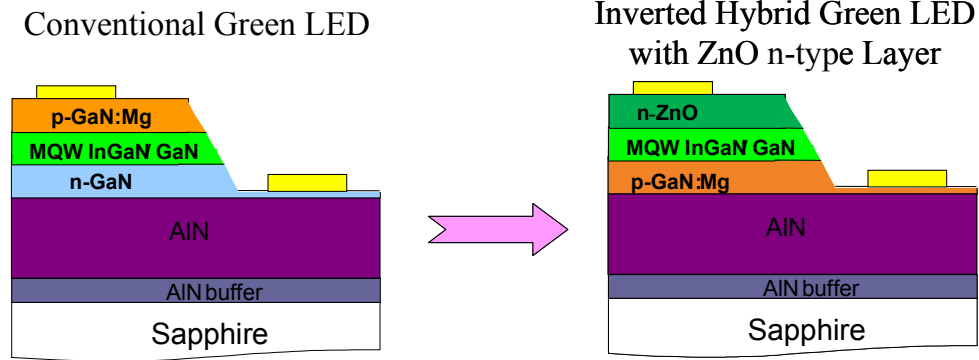 Conventional Green LED
p-GaN:Mg
MQW InGaN/ GaN
n-GaN
AlN
AlN buffer
Sapphire
Inverted Hybrid Green LED
with ZnO n-type Layer
n-ZnO
MQW InGaN/ GaN
p-GaN:Mg
AlN
AlN buffer
Sapphire